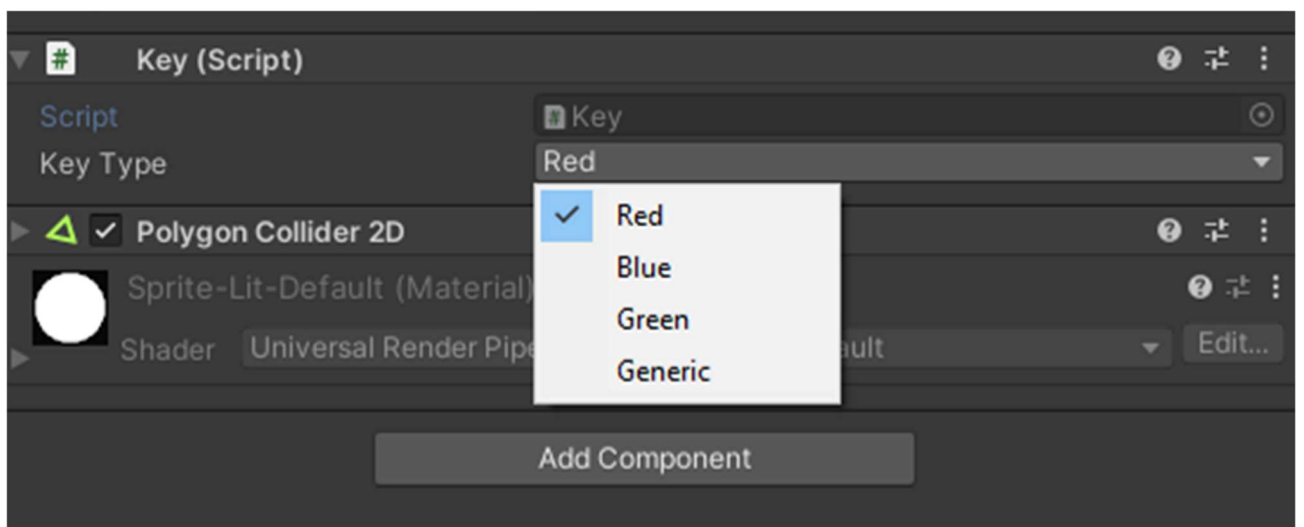 Key (Script)
Script
Key
Key Type
Red
Red
Blue
Green
Generic
Polygon Collider 2D
Sprite-Lit-Default (Material)
Shader
Universal Render Pipe
ault
Edit...
Add Component